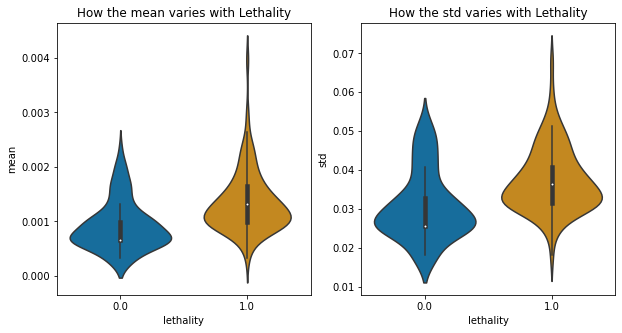 How the mean varies with Lethality
mean
0.004
0.003
0.002
0.001
0.000
0.0
1.0
lethality
How the std varies with Lethality
std
0.07
0.06
0.05
0.04
0.03
0.02
0.01
0.0
1.0
lethality